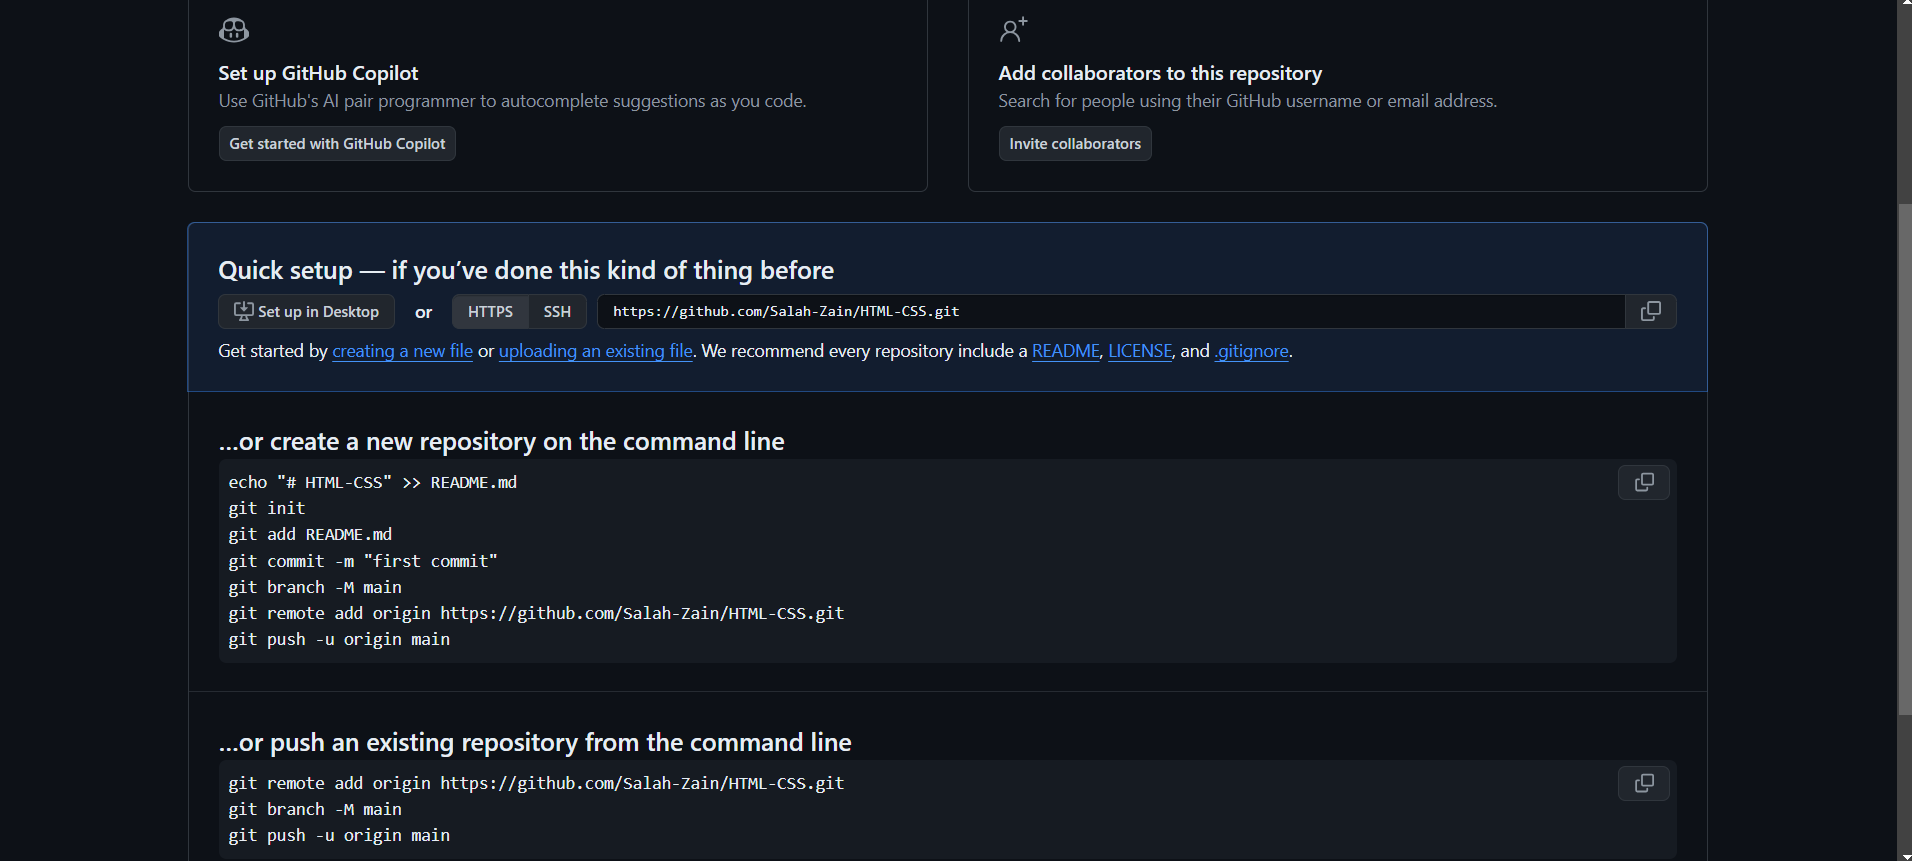 Set up GitHub Copilot
Use GitHub's AI pair programmer to autocomplete suggestions as you code.
Get started with GitHub Copilot
Add collaborators to this repository
Search for people using their GitHub username or email address.
Invite collaborators
Quick setup — if you’ve done this kind of thing before
Set up in Desktop or HTTPS SSH https://github.com/Salah-Zain/HTML-CSS.git
Get started by creating a new file or uploading an existing file. We recommend every repository include a README, LICENSE, and .gitignore.
…or create a new repository on the command line
echo "# HTML-CSS" >> README.md
git init
git add README.md
git commit -m "first commit"
git branch -M main
git remote add origin https://github.com/Salah-Zain/HTML-CSS.git
git push -u origin main
…or push an existing repository from the command line
git remote add origin https://github.com/Salah-Zain/HTML-CSS.git
git branch -M main
git push -u origin main